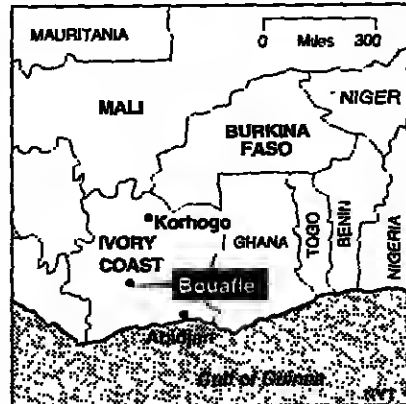 MAURITANIA
0 Miles 300
MALI
NIGER
BURKINA
FASO
Korhogo
IVORY
COAST
GHANA
TOGO
BENIN
NIGERIA
Bouafle
Abidjan
Gulf of Guinea
NYT